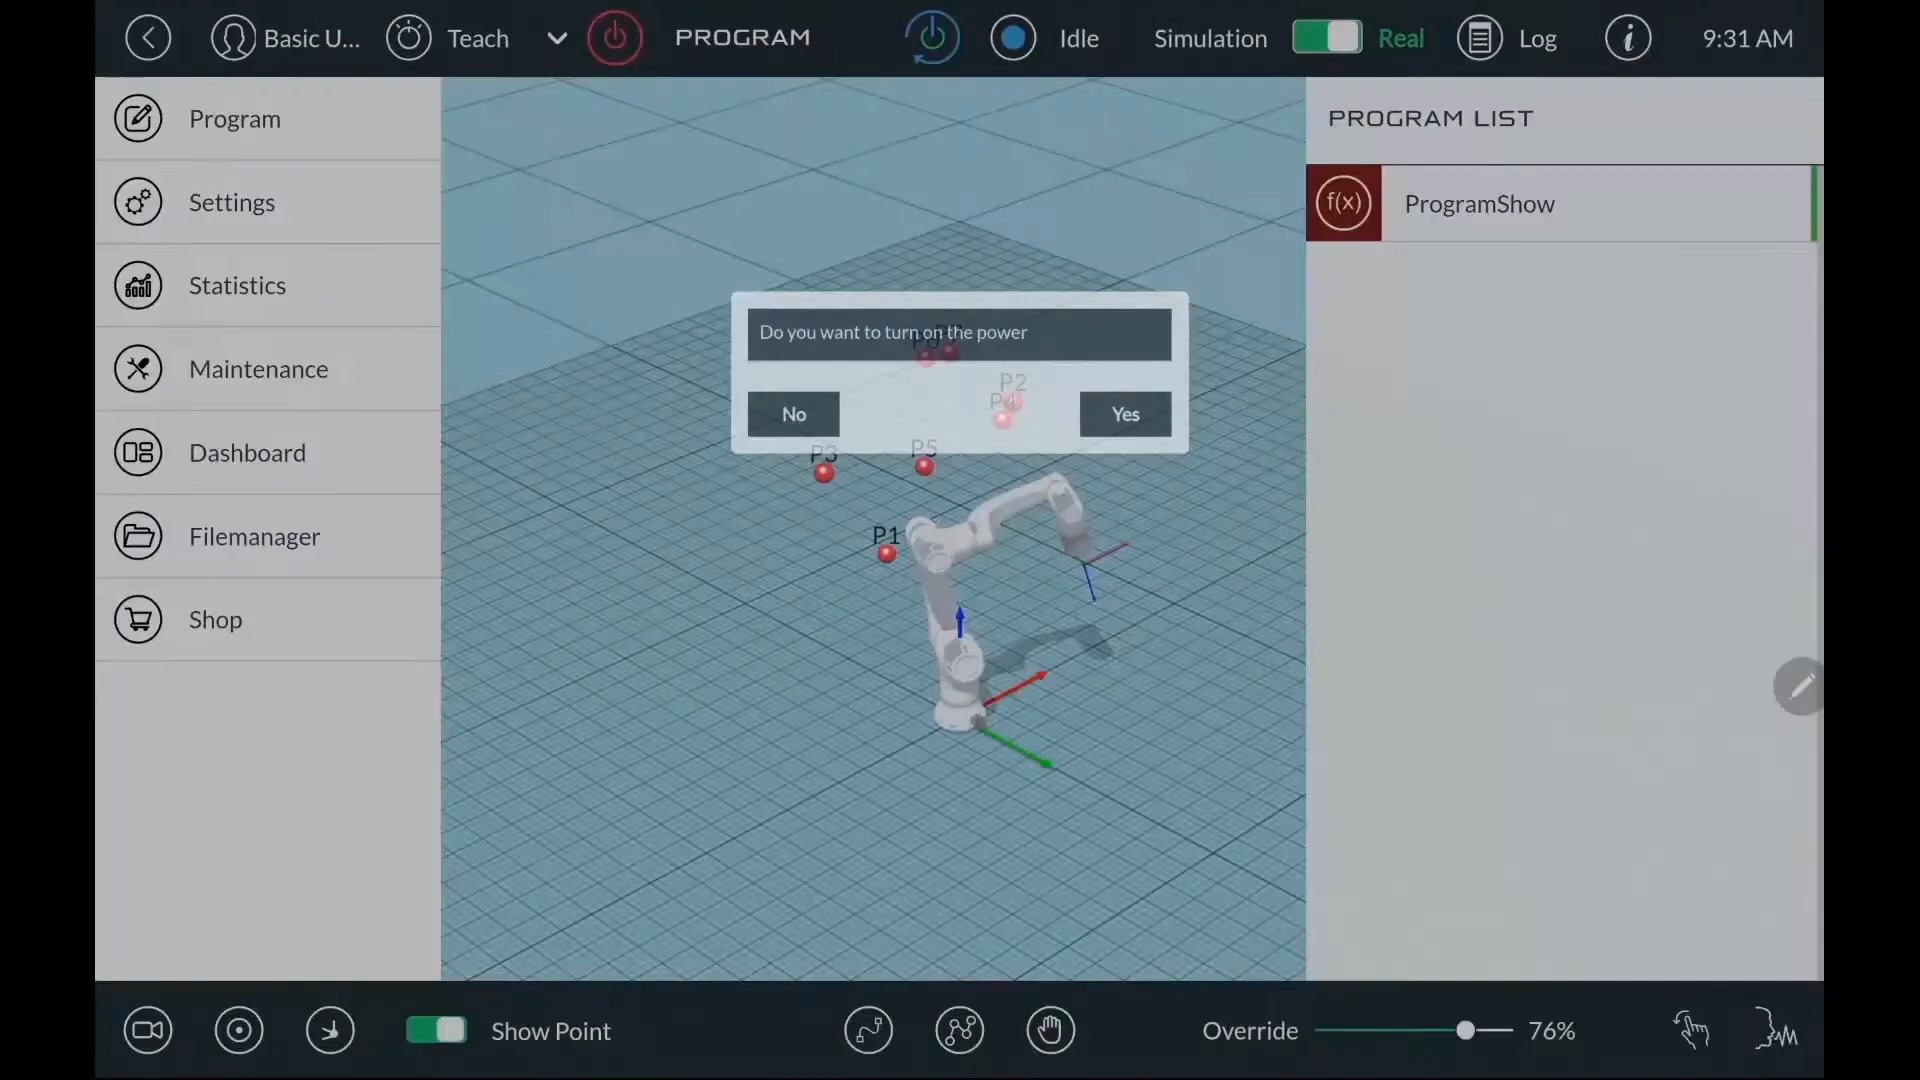 Basic U...
Teach
PROGRAM
Idle
Simulation
Real
Log
9:31 AM
Program
Settings
Statistics
Maintenance
Dashboard
Filemanager
Shop
PROGRAM LIST
f(x)
ProgramShow
Do you want to turn on the power
No
Yes
P2
P4
P3
P5
P1
Show Point
Override
76%